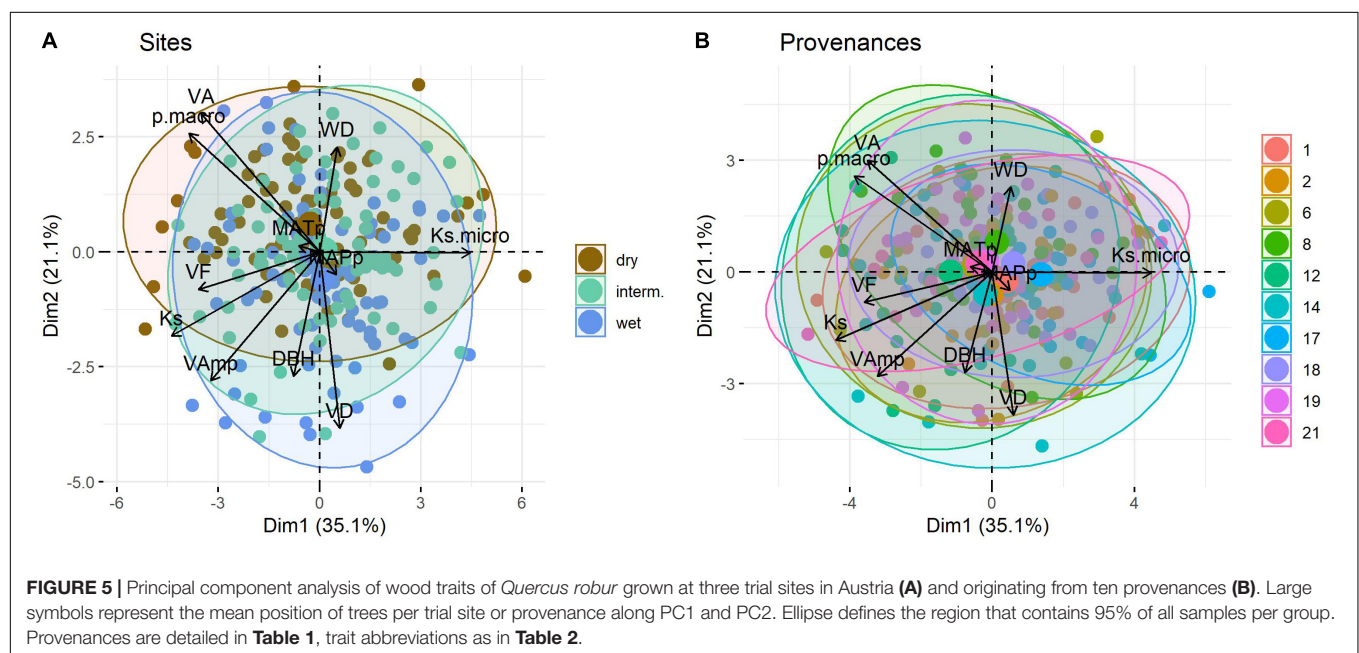 A Sites
VA
p.macro
WD
MATp
Ks.micro
MAPp
VF
Ks
VAmp
DBH
VD
2.5
0.0
-2.5
-5.0
Dim2 (21.1%)
-6 -3 0 3 6
Dim1 (35.1%)
dry
interm.
wet
B Provenances
VA
p.macro
WD
MATp
Ks.micro
MAPp
VF
Ks
VAmp
DBH
VD
3
0
-3
Dim2 (21.1%)
-4 0 4
Dim1 (35.1%)
1
2
6
8
12
14
17
18
19
21
FIGURE 5 | Principal component analysis of wood traits of Quercus robur grown at three trial sites in Austria (A) and originating from ten provenances (B). Large
symbols represent the mean position of trees per trial site or provenance along PC1 and PC2. Ellipse defines the region that contains 95% of all samples per group.
Provenances are detailed in Table 1, trait abbreviations as in Table 2.